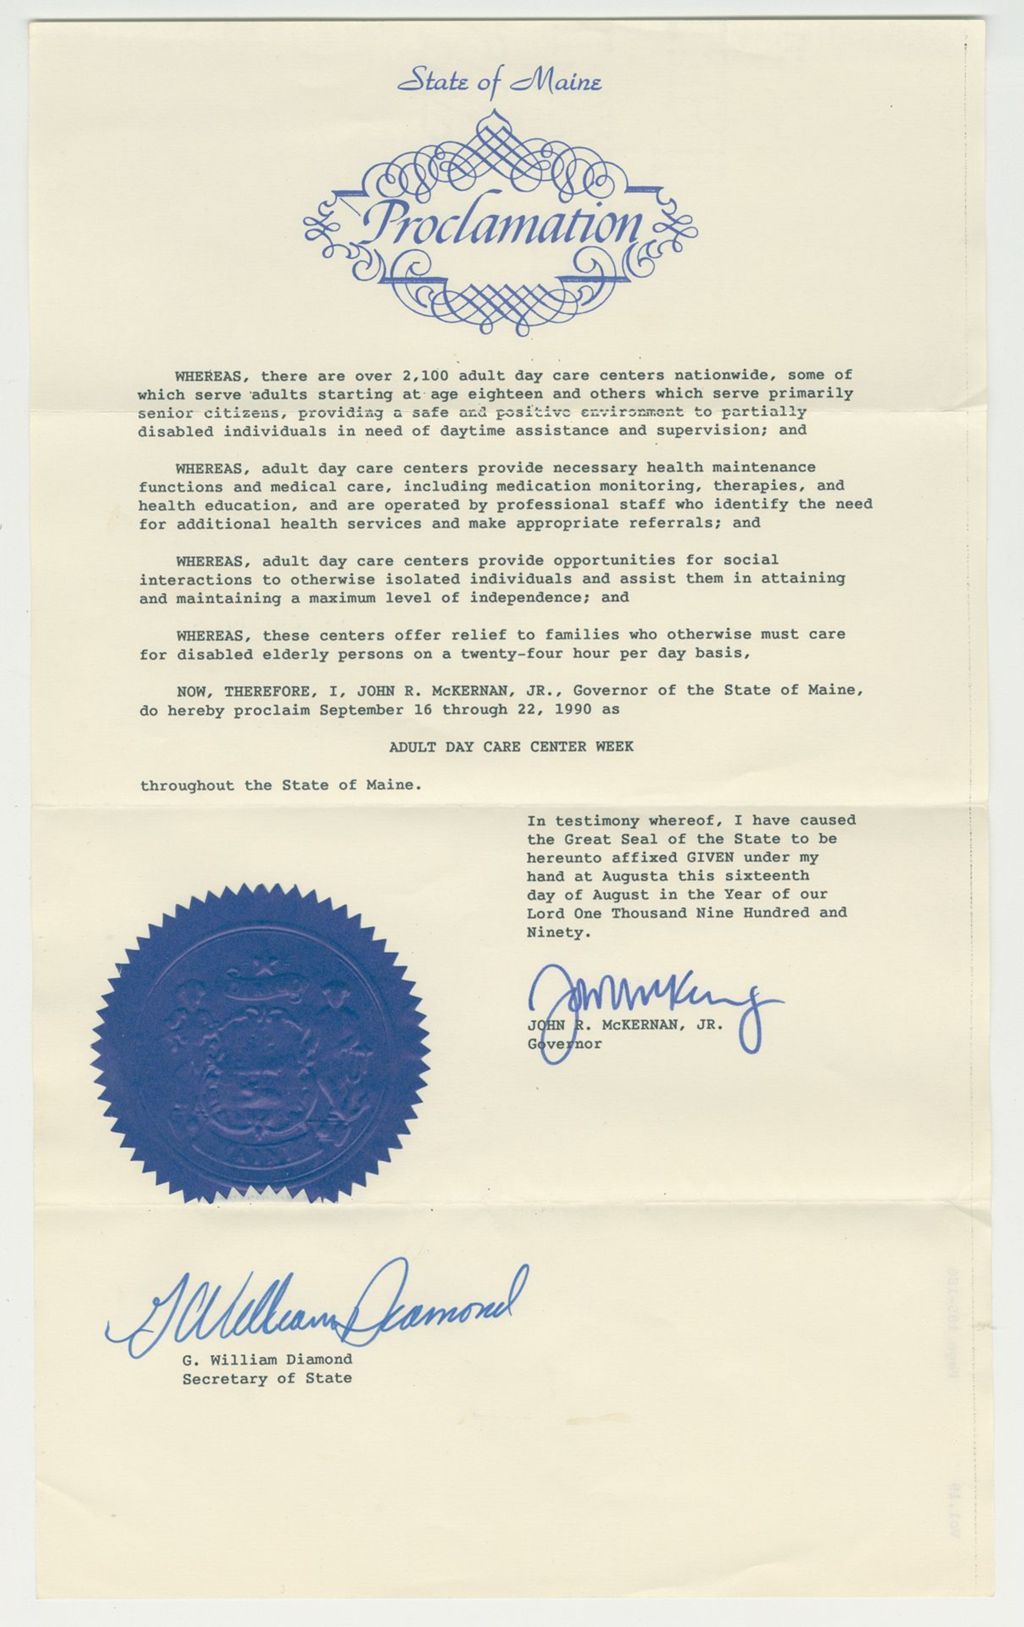 State of Maine
Proclamation
WHEREAS, there are over 2,100 adult day care centers nationwide, some of
which serve adults starting at age eighteen and others which serve primarily
senior citizens, providing a safe and positive environment to partially
disabled individuals in need of daytime assistance and supervision; and
WHEREAS, adult day care centers provide necessary health maintenance
functions and medical care, including medication monitoring, therapies, and
health education, and are operated by professional staff who identify the need
for additional health services and make appropriate referrals; and
WHEREAS, adult day care centers provide opportunities for social
interactions to otherwise isolated individuals and assist them in attaining
and maintaining a maximum level of independence; and
WHEREAS, these centers offer relief to families who otherwise must care
for disabled elderly persons on a twenty-four hour per day basis,
NOW, THEREFORE, I, JOHN R. McKERNAN, JR., Governor of the State of Maine,
do hereby proclaim September 16 through 22, 1990 as
ADULT DAY CARE CENTER WEEK
throughout the State of Maine.
In testimony whereof, I have caused
the Great Seal of the State to be
hereunto affixed GIVEN under my
hand at Augusta this sixteenth
day of August in the Year of our
Lord One Thousand Nine Hundred and
Ninety.
JOHN R. McKERNAN, JR.
Governor
G William Diamond
G. William Diamond
Secretary of State